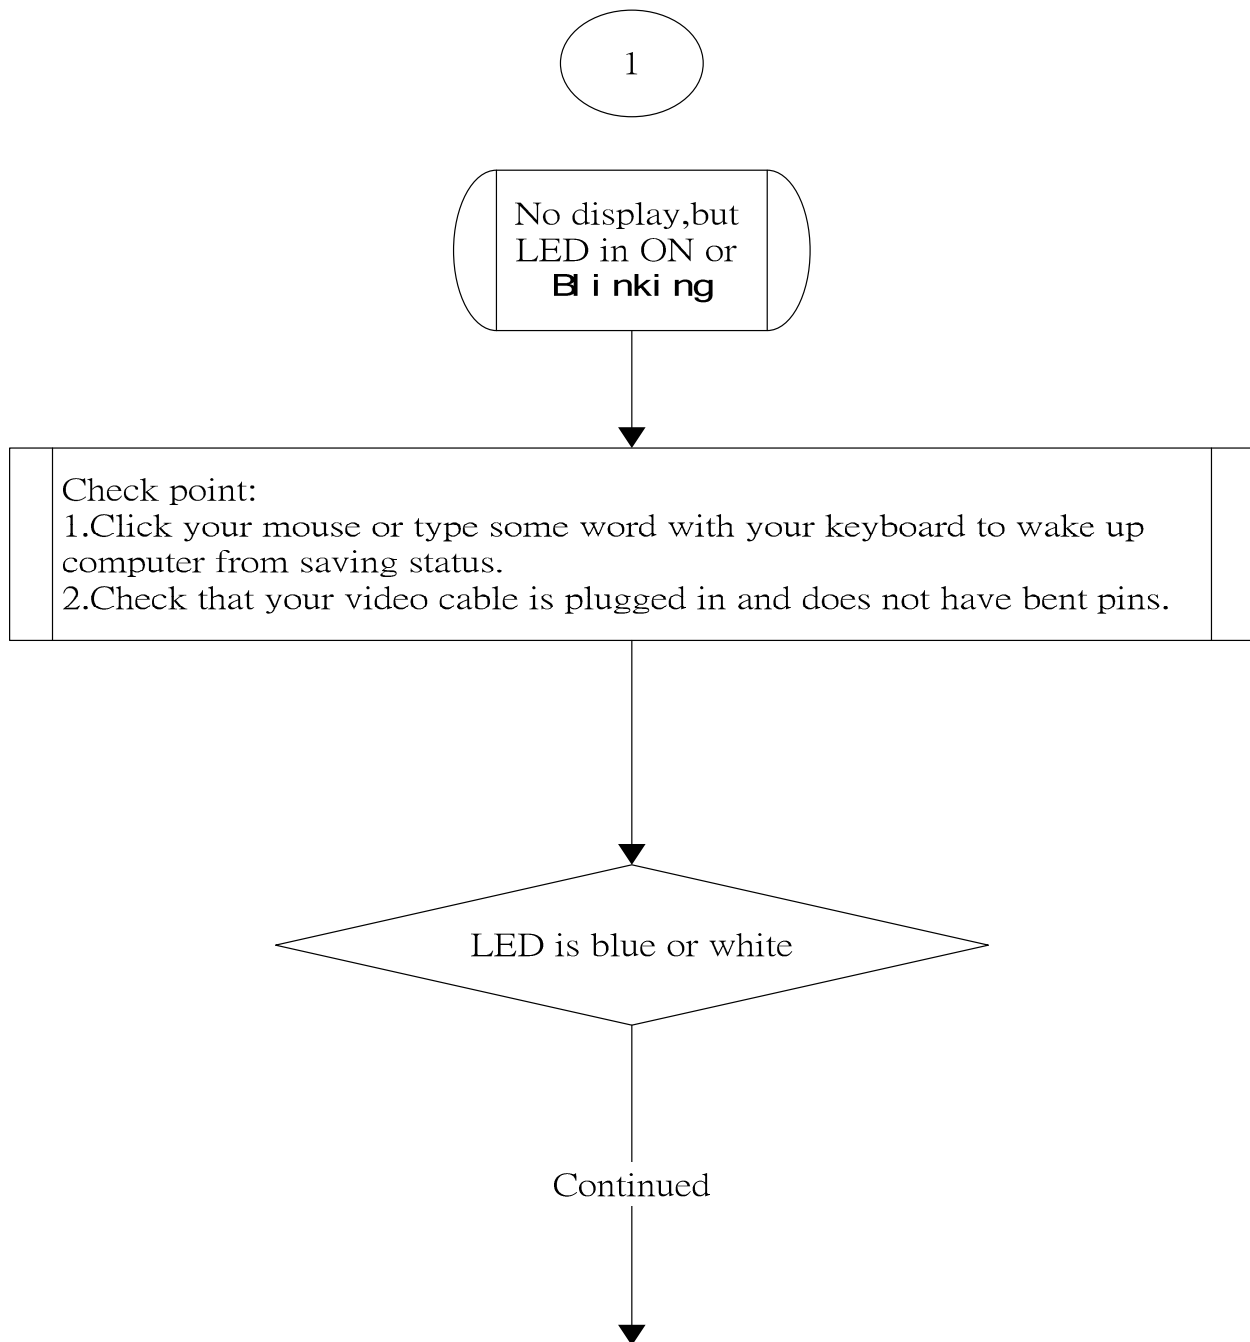 1
No display,but
LED in ON or
Blinking
Check point:
1.Click your mouse or type some word with your keyboard to wake up
computer from saving status.
2.Check that your video cable is plugged in and does not have bent pins.
LED is blue or white
Continued